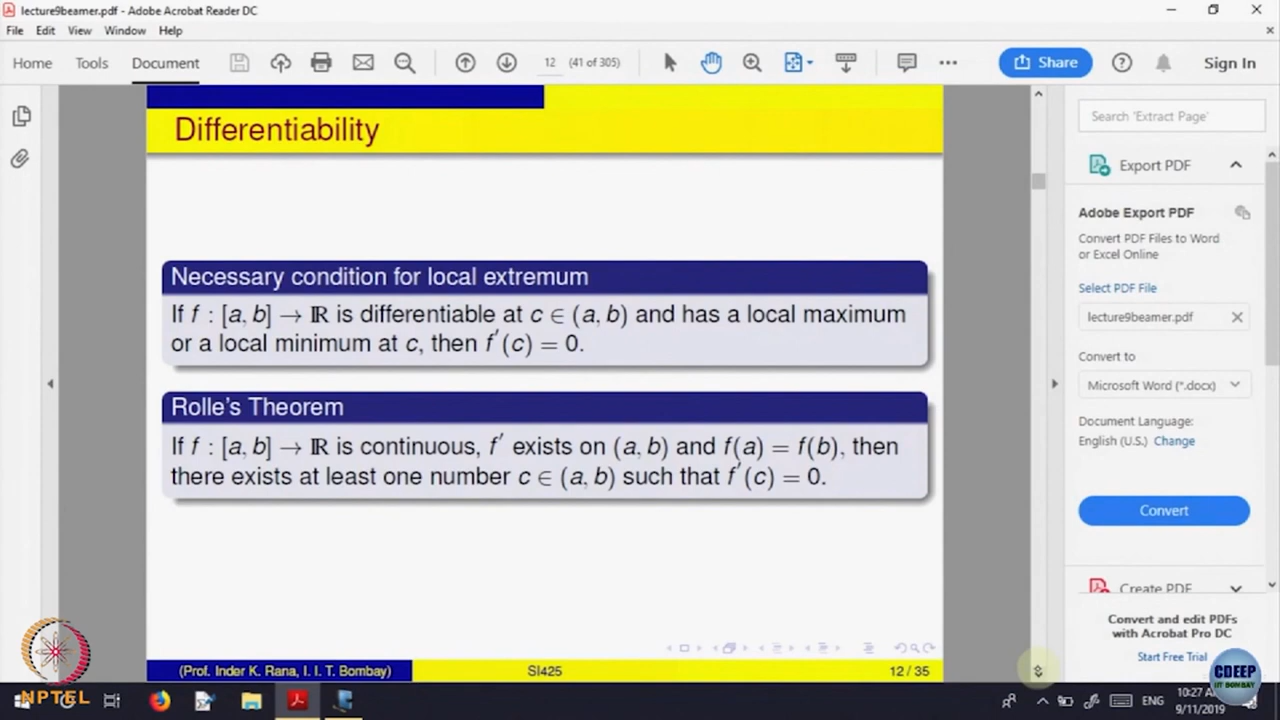 lecture9beamer.pdf - Adobe Acrobat Reader DC
File Edit View Window Help
Home Tools Document 12 (41 of 305) Share Sign In
Differentiability
Necessary condition for local extremum
If f : [a, b] → ℝ is differentiable at c ∈ (a, b) and has a local maximum
or a local minimum at c, then f′(c) = 0.
Rolle's Theorem
If f : [a, b] → ℝ is continuous, f′ exists on (a, b) and f(a) = f(b), then
there exists at least one number c ∈ (a, b) such that f′(c) = 0.
(Prof. Inder K. Rana, I. I. T. Bombay) SI425 12 / 35
Search 'Extract Page'
Export PDF
Adobe Export PDF
Convert PDF Files to Word
or Excel Online
Select PDF File
lecture9beamer.pdf
Convert to
Microsoft Word (*.docx)
Document Language:
English (U.S.) Change
Convert
Create PDF
Convert and edit PDFs
with Acrobat Pro DC
Start Free Trial
NPTEL
CDEEP
IIT BOMBAY
ENG
10:27
9/11/2019